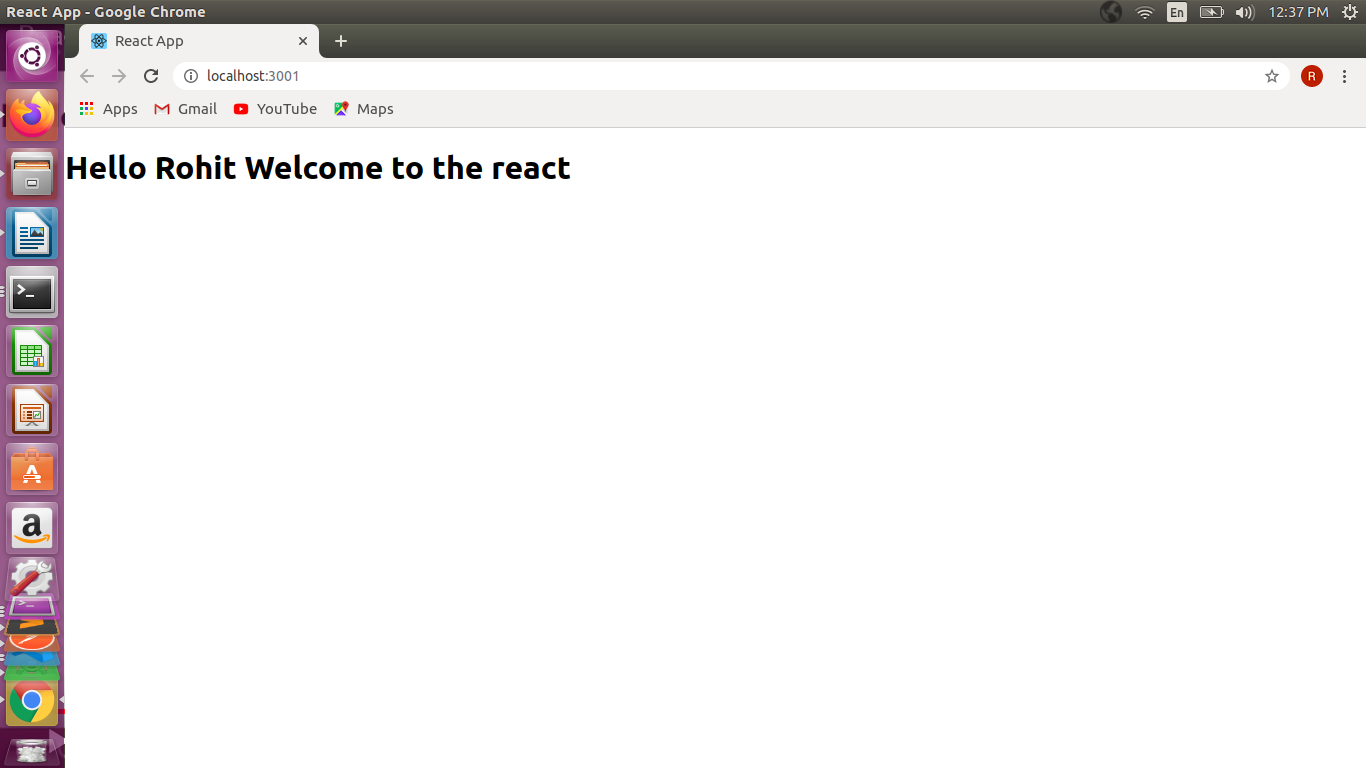 React App - Google Chrome
En
12:37 PM
React App
localhost:3001
R
Apps
Gmail
YouTube
Maps
Hello Rohit Welcome to the react